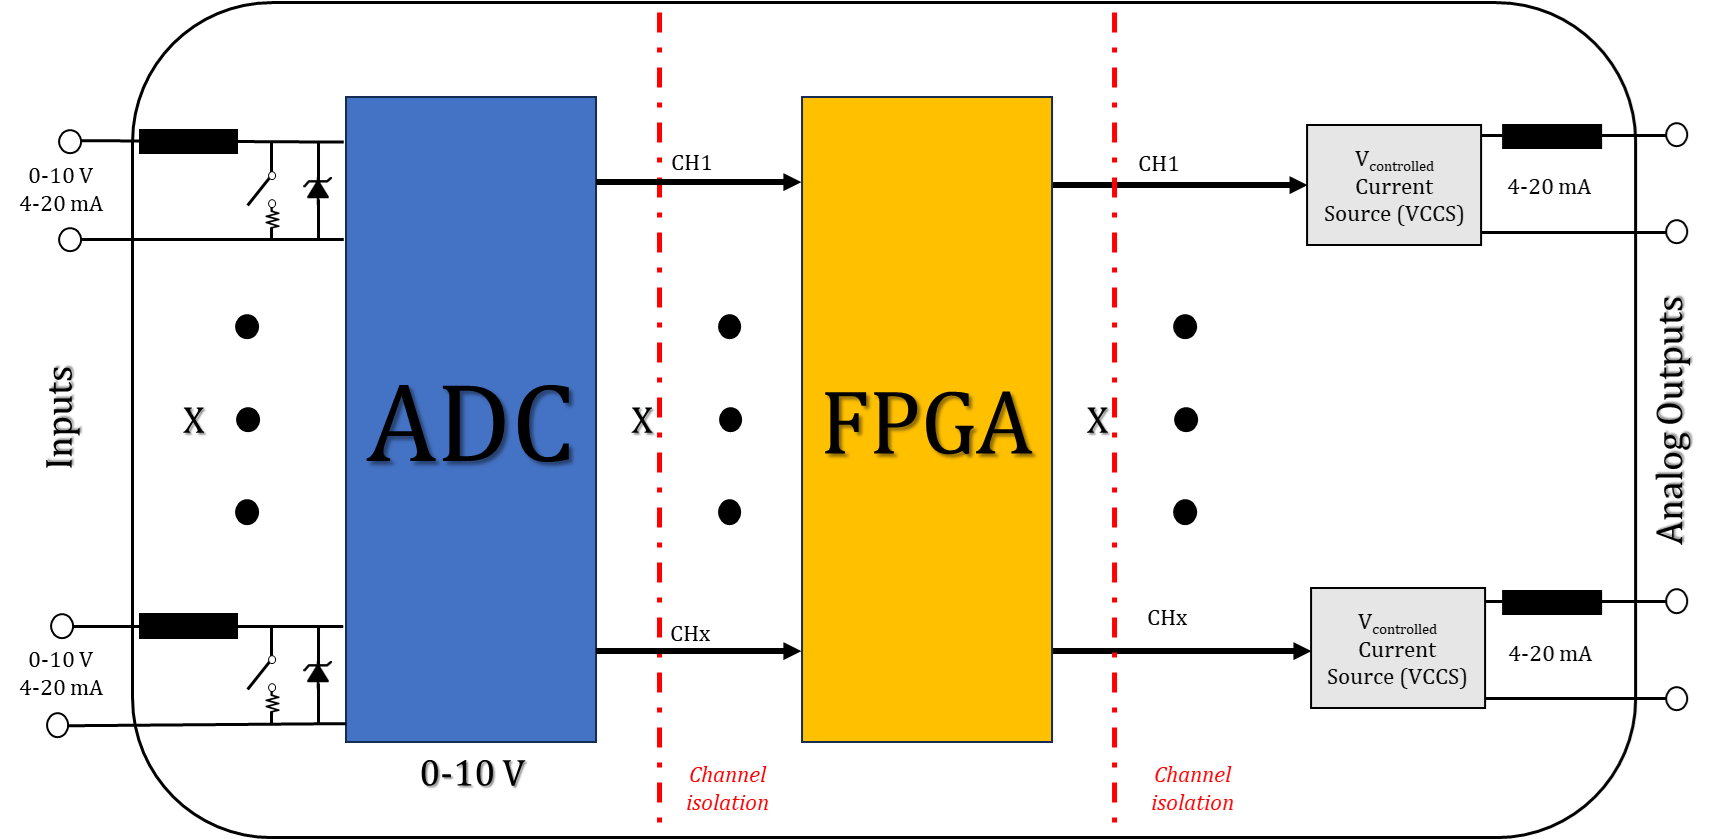 0-10 V
4-20 mA
CH1
CH1
Vcontrolled
Current
Source (VCCS)
4-20 mA
Inputs
X
ADC
X
FPGA
X
Analog Outputs
0-10 V
4-20 mA
CHx
CHx
Vcontrolled
Current
Source (VCCS)
4-20 mA
0-10 V
Channel
isolation
Channel
isolation